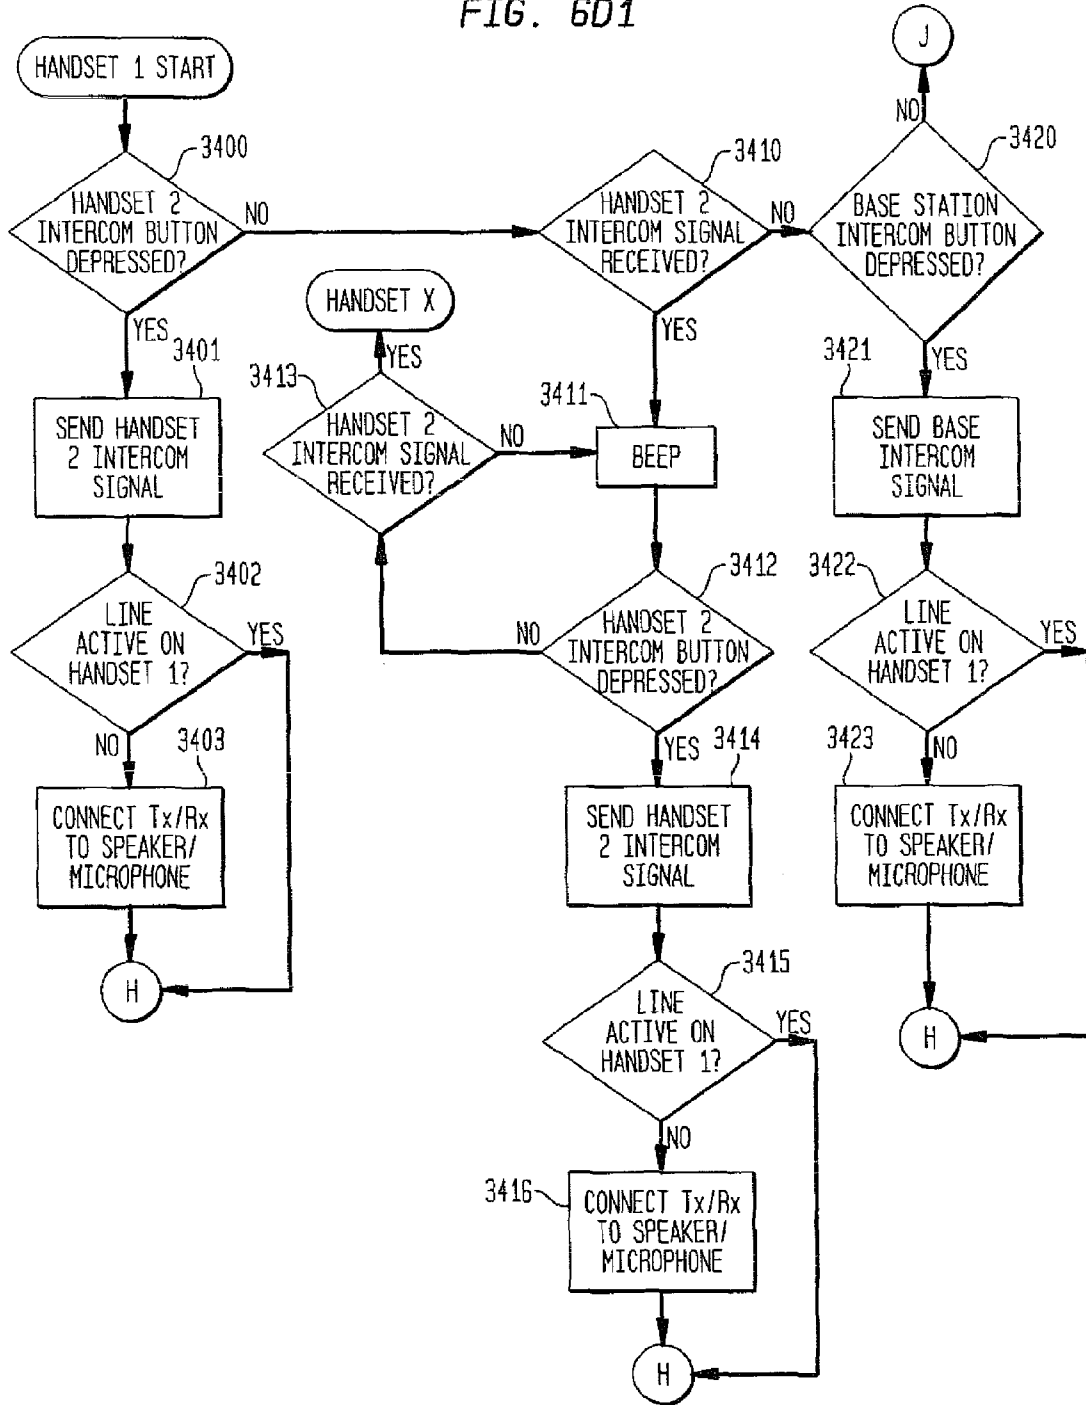 FIG. 6D1
HANDSET 1 START
3400
HANDSET 2
INTERCOM BUTTON
DEPRESSED?
NO
YES
3401
SEND HANDSET
2 INTERCOM
SIGNAL
3402
LINE
ACTIVE ON
HANDSET 1?
YES
NO
3403
CONNECT Tx/Rx
TO SPEAKER/
MICROPHONE
H
3410
HANDSET 2
INTERCOM SIGNAL
RECEIVED?
NO
YES
HANDSET X
YES
3413
HANDSET 2
INTERCOM SIGNAL
RECEIVED?
NO
3411
BEEP
3412
HANDSET 2
INTERCOM BUTTON
DEPRESSED?
NO
YES
3414
SEND HANDSET
2 INTERCOM
SIGNAL
3415
LINE
ACTIVE ON
HANDSET 1?
YES
NO
3416
CONNECT Tx/Rx
TO SPEAKER/
MICROPHONE
H
J
NO
3420
BASE STATION
INTERCOM BUTTON
DEPRESSED?
YES
3421
SEND BASE
INTERCOM
SIGNAL
3422
LINE
ACTIVE ON
HANDSET 1?
YES
NO
3423
CONNECT Tx/Rx
TO SPEAKER/
MICROPHONE
H